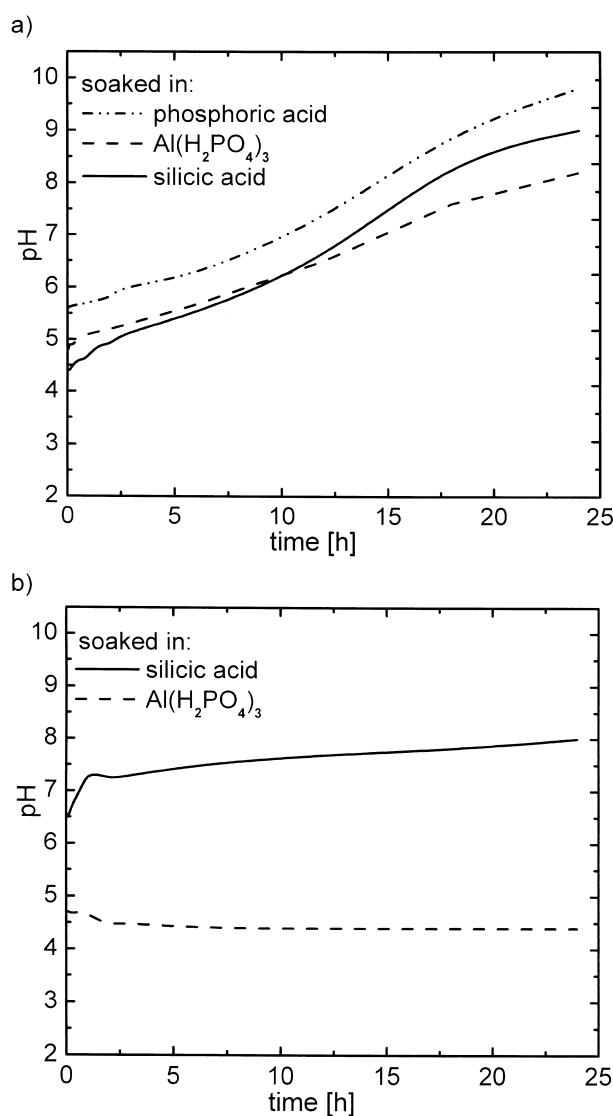 a)
10
9
8
7
6
5
4
3
2
pH
soaked in:
phosphoric acid
Al(H₂PO₄)₃
silicic acid
0 5 10 15 20 25
time [h]
b)
10
9
8
7
6
5
4
3
2
pH
soaked in:
silicic acid
Al(H₂PO₄)₃
0 5 10 15 20 25
time [h]